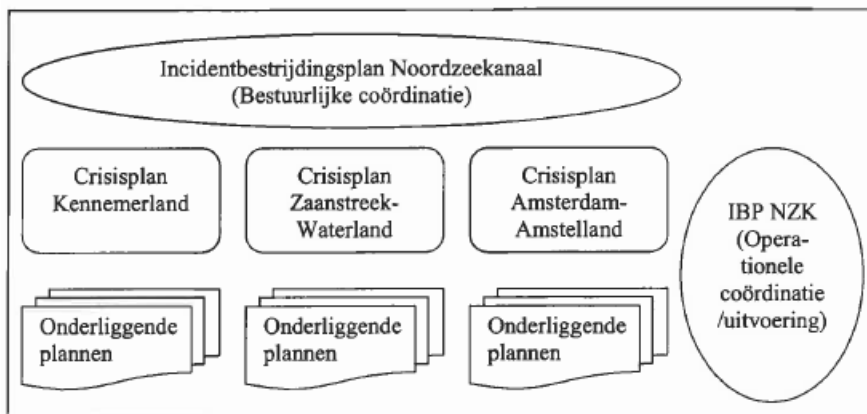 Incidentbestrijdingsplan Noordzeekanaal
(Bestuurlijke coördinatie)
Crisisplan
Kennemerland
Crisisplan
Zaanstreek-
Waterland
Crisisplan
Amsterdam-
Amstelland
IBP NZK
(Opera-
tionele
coördinatie
/uitvoering)
Onderliggende
plannen
Onderliggende
plannen
Onderliggende
plannen